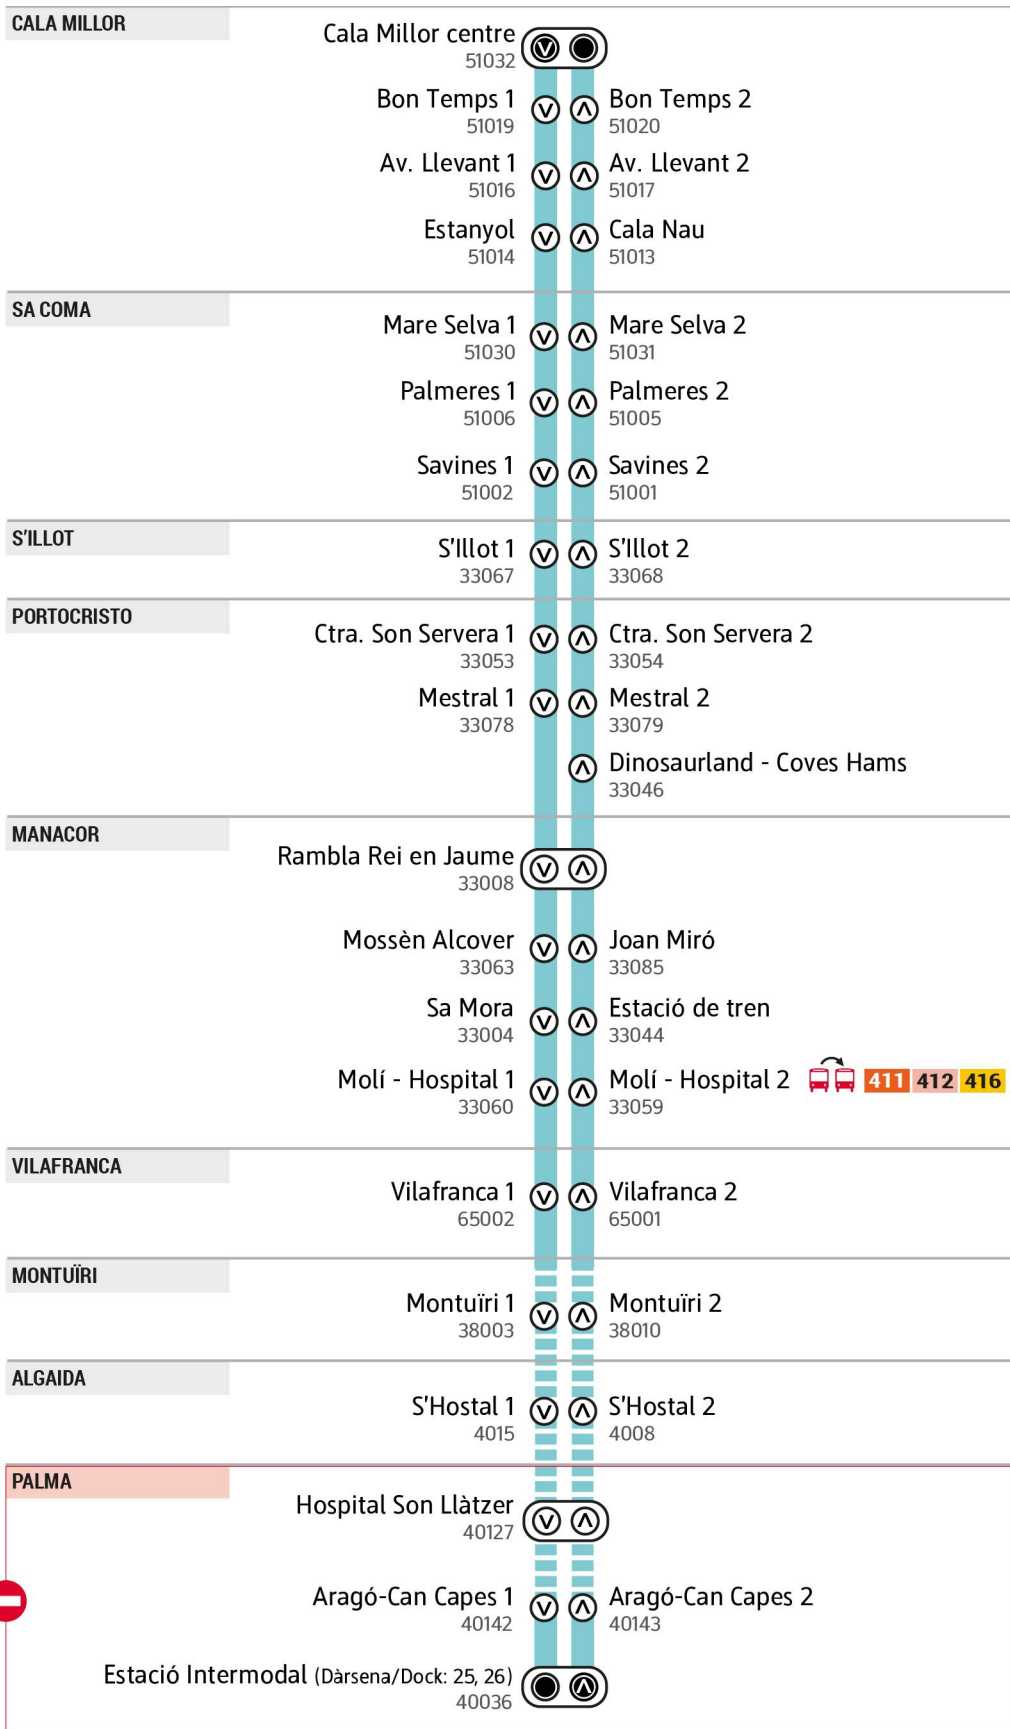 CALA MILLOR
Cala Millor centre
51032
Bon Temps 1
51019
Bon Temps 2
51020
Av. Llevant 1
51016
Av. Llevant 2
51017
Estanyol
51014
Cala Nau
51013
SA COMA
Mare Selva 1
51030
Mare Selva 2
51031
Palmeres 1
51006
Palmeres 2
51005
Savines 1
51002
Savines 2
51001
S'ILLOT
S'Illot 1
33067
S'Illot 2
33068
PORTOCRISTO
Ctra. Son Servera 1
33053
Ctra. Son Servera 2
33054
Mestral 1
33078
Mestral 2
33079
Dinosaurland - Coves Hams
33046
MANACOR
Rambla Rei en Jaume
33008
Mossèn Alcover
33063
Joan Miró
33085
Sa Mora
33004
Estació de tren
33044
Molí - Hospital 1
33060
Molí - Hospital 2 411 412 416
33059
VILAFRANCA
Vilafranca 1
65002
Vilafranca 2
65001
MONTUÏRI
Montuïri 1
38003
Montuïri 2
38010
ALGAIDA
S'Hostal 1
4015
S'Hostal 2
4008
PALMA
Hospital Son Llàtzer
40127
Aragó-Can Capes 1
40142
Aragó-Can Capes 2
40143
Estació Intermodal (Dàrsena/Dock: 25, 26)
40036